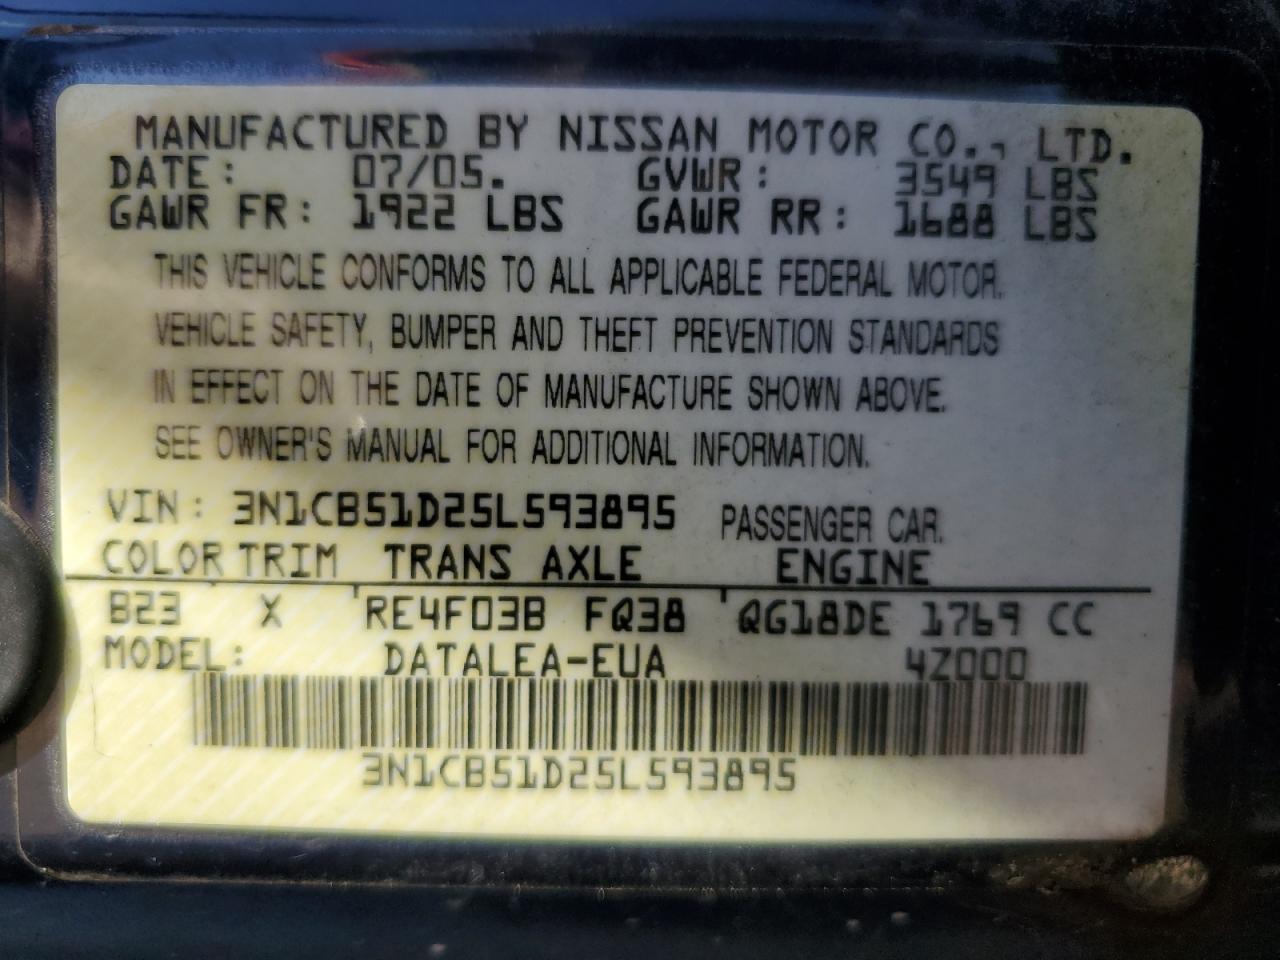 MANUFACTURED BY NISSAN MOTOR CO., LTD.
DATE: 07/05. GVWR: 3549 LBS
GAWR FR: 1922 LBS GAWR RR: 1688 LBS
THIS VEHICLE CONFORMS TO ALL APPLICABLE FEDERAL MOTOR.
VEHICLE SAFETY, BUMPER AND THEFT PREVENTION STANDARDS
IN EFFECT ON THE DATE OF MANUFACTURE SHOWN ABOVE.
SEE OWNER'S MANUAL FOR ADDITIONAL INFORMATION.
VIN: 3N1CB51D25L593895 PASSENGER CAR.
COLOR TRIM TRANS AXLE ENGINE
B23 X RE4F03B FQ38 QG18DE 1769 CC
MODEL: DATALEA-EUA 4Z000
3N1CB51D25L593895